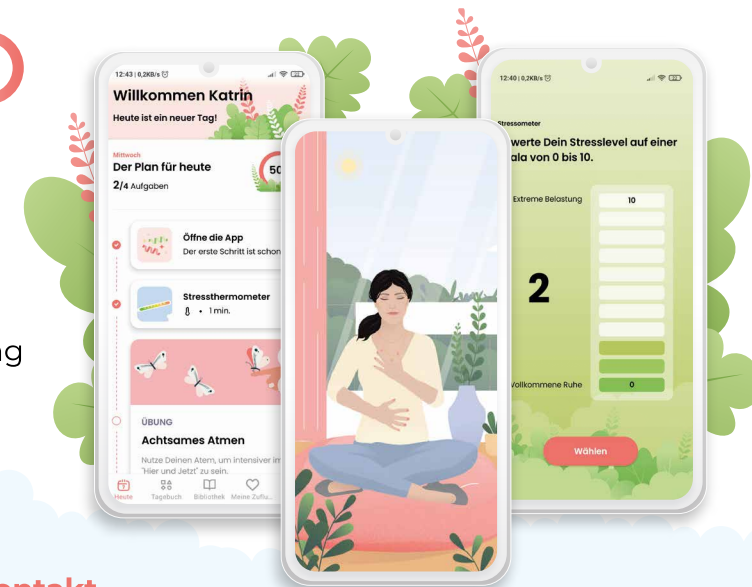 12:43 | 0,2KB/s
Willkommen Katrin
Heute ist ein neuer Tag!
Mittwoch
Der Plan für heute
2/4 Aufgaben
50
Öffne die App
Der erste Schritt ist schon
Stressthermometer
• 1 min.
ÜBUNG
Achtsames Atmen
Nutze Deinen Atem, um intensiver im
"Hier und Jetzt" zu sein.
Heute
Tagebuch
Bibliothek
Meine Zuflu...
12:40 | 0,2KB/s
Stressometer
werte Dein Stresslevel auf einer
ala von 0 bis 10.
Extreme Belastung
10
2
Vollkommene Ruhe
0
Wählen
ng
ontakt